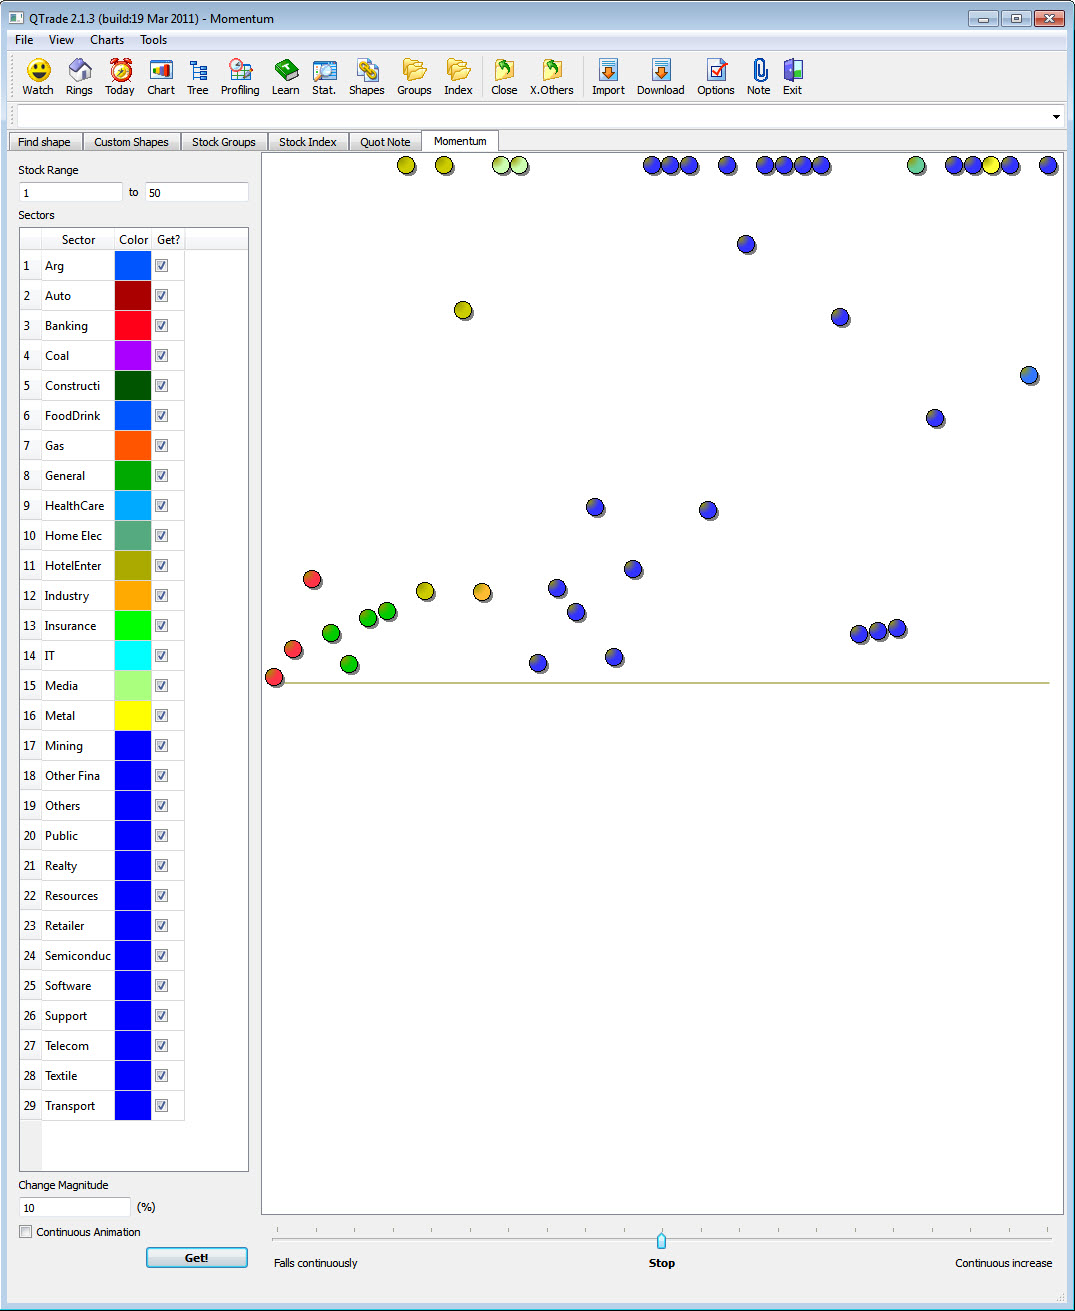 QTrade 2.1.3 (build:19 Mar 2011) - Momentum
File View Charts Tools
Watch Rings Today Chart Tree Profiling Learn Stat. Shapes Groups Index Close X.Others Import Download Options Note Exit
Find shape Custom Shapes Stock Groups Stock Index Quot Note Momentum
Stock Range
1 to 50
Sectors
Sector Color Get?
1 Arg
2 Auto
3 Banking
4 Coal
5 Constructi
6 FoodDrink
7 Gas
8 General
9 HealthCare
10 Home Elec
11 HotelEnter
12 Industry
13 Insurance
14 IT
15 Media
16 Metal
17 Mining
18 Other Fina
19 Others
20 Public
21 Realty
22 Resources
23 Retailer
24 Semiconduc
25 Software
26 Support
27 Telecom
28 Textile
29 Transport
Change Magnitude
10 (%)
Continuous Animation
Get!
Falls continuously Stop Continuous increase